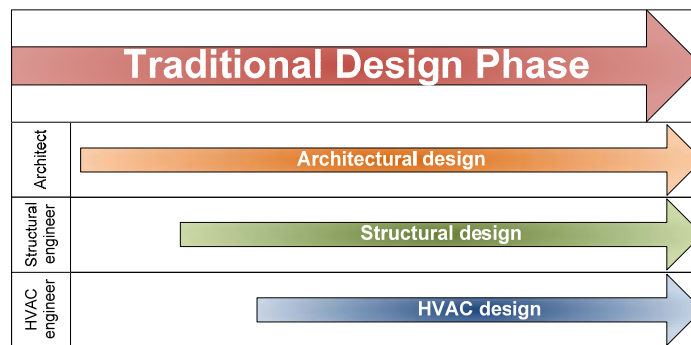 Traditional Design Phase
Architect
Architectural design
Structural
engineer
Structural design
HVAC
engineer
HVAC design